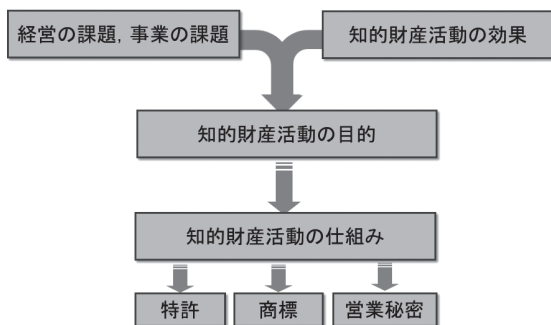 経営の課題，事業の課題
知的財産活動の効果
知的財産活動の目的
知的財産活動の仕組み
特許
商標
営業秘密